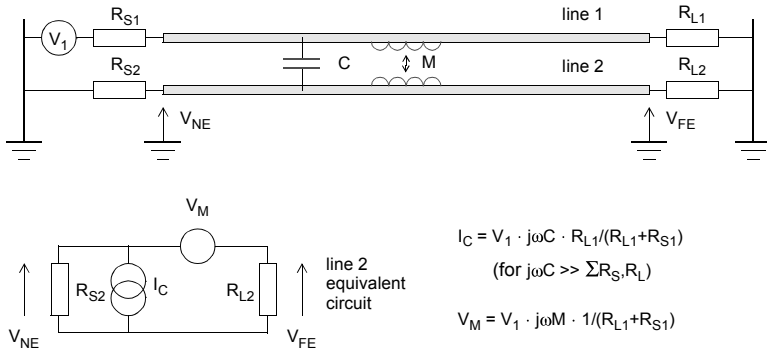 V1
RS1
line 1
RL1
RS2
C
M
line 2
RL2
VNE
VFE
VM
RS2
IC
RL2
VNE
VFE
line 2
equivalent
circuit
IC = V1 · jωC · RL1/(RL1+RS1)
(for jωC >> ΣRS,RL)
VM = V1 · jωM · 1/(RL1+RS1)